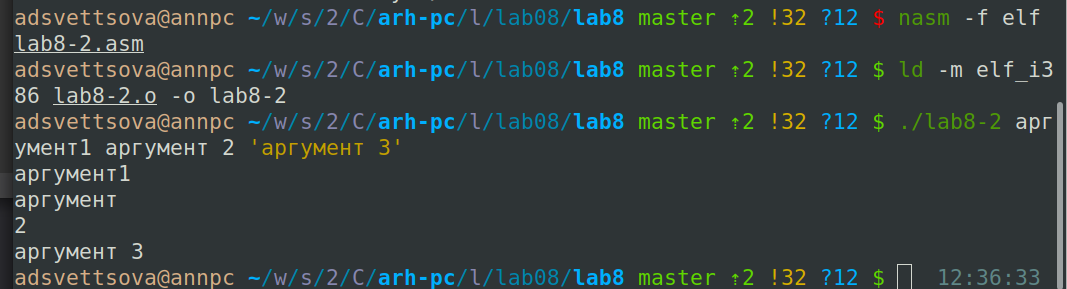 adsvettsova@annpc ~/w/s/2/C/arh-pc/l/lab08/lab8 master ⇡2 !32 ?12 $ nasm -f elf
lab8-2.asm
adsvettsova@annpc ~/w/s/2/C/arh-pc/l/lab08/lab8 master ⇡2 !32 ?12 $ ld -m elf_i3
86 lab8-2.o -o lab8-2
adsvettsova@annpc ~/w/s/2/C/arh-pc/l/lab08/lab8 master ⇡2 !32 ?12 $ ./lab8-2 арг
умент1 аргумент 2 'аргумент 3'
аргумент1
аргумент
2
аргумент 3
adsvettsova@annpc ~/w/s/2/C/arh-pc/l/lab08/lab8 master ⇡2 !32 ?12 $ 12:36:33